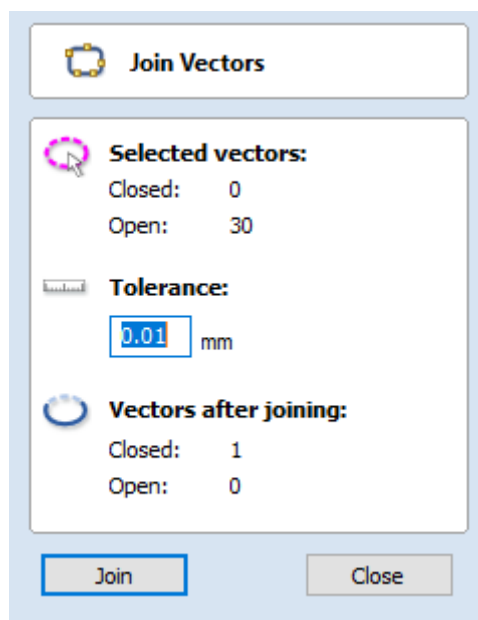 Join Vectors
Selected vectors:
Closed: 0
Open: 30
Tolerance:
0.01 mm
Vectors after joining:
Closed: 1
Open: 0
Join Close